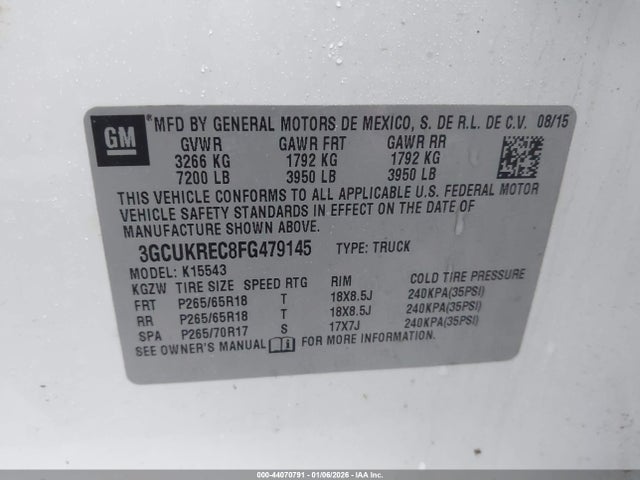 GM ® MFD BY GENERAL MOTORS DE MEXICO, S. DE R.L. DE C.V. 08/15
GVWR GAWR FRT GAWR RR
3266 KG 1792 KG 1792 KG
7200 LB 3950 LB 3950 LB
THIS VEHICLE CONFORMS TO ALL APPLICABLE U.S. FEDERAL MOTOR
VEHICLE SAFETY STANDARDS IN EFFECT ON THE DATE OF
MANUFACTURE SHOWN ABOVE.
3GCUKREC8FG479145 TYPE: TRUCK
MODEL: K15543
KGZW TIRE SIZE SPEED RTG RIM COLD TIRE PRESSURE
FRT P265/65R18 T 18X8.5J 240KPA(35PSI)
RR P265/65R18 T 18X8.5J 240KPA(35PSI)
SPA P265/70R17 S 17X7J 240KPA(35PSI)
SEE OWNER'S MANUAL FOR MORE INFORMATION.
000-44070791 - 01/06/2026 - IAA Inc.